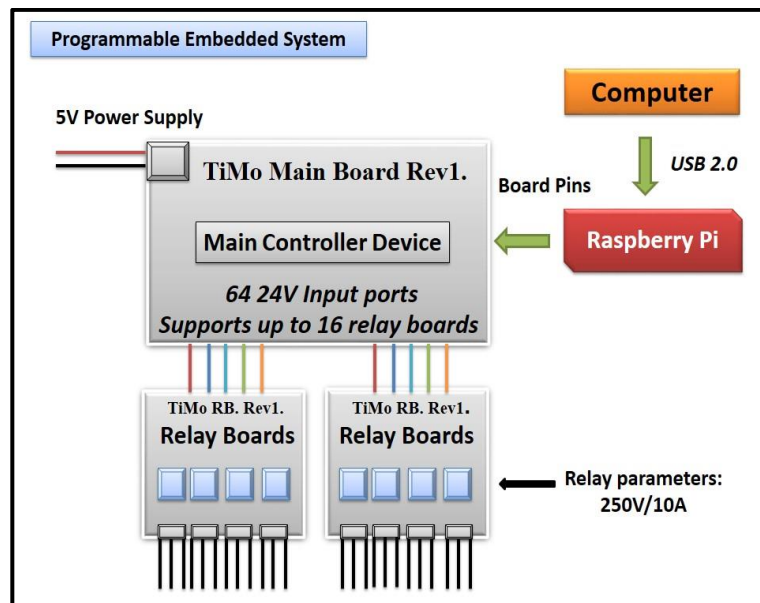 Programmable Embedded System
Computer
5V Power Supply
USB 2.0
TiMo Main Board Rev1.
Board Pins
Main Controller Device
Raspberry Pi
64 24V Input ports
Supports up to 16 relay boards
TiMo RB. Rev1.
Relay Boards
TiMo RB. Rev1.
Relay Boards
Relay parameters:
250V/10A